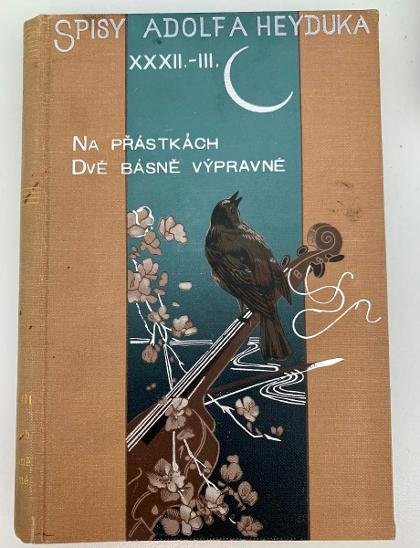 SPISY ADOLFA HEYDUKA
XXXII.-III.
NA PŘÁSTKÁCH
DVĚ BÁSNĚ VÝPRAVNÉ